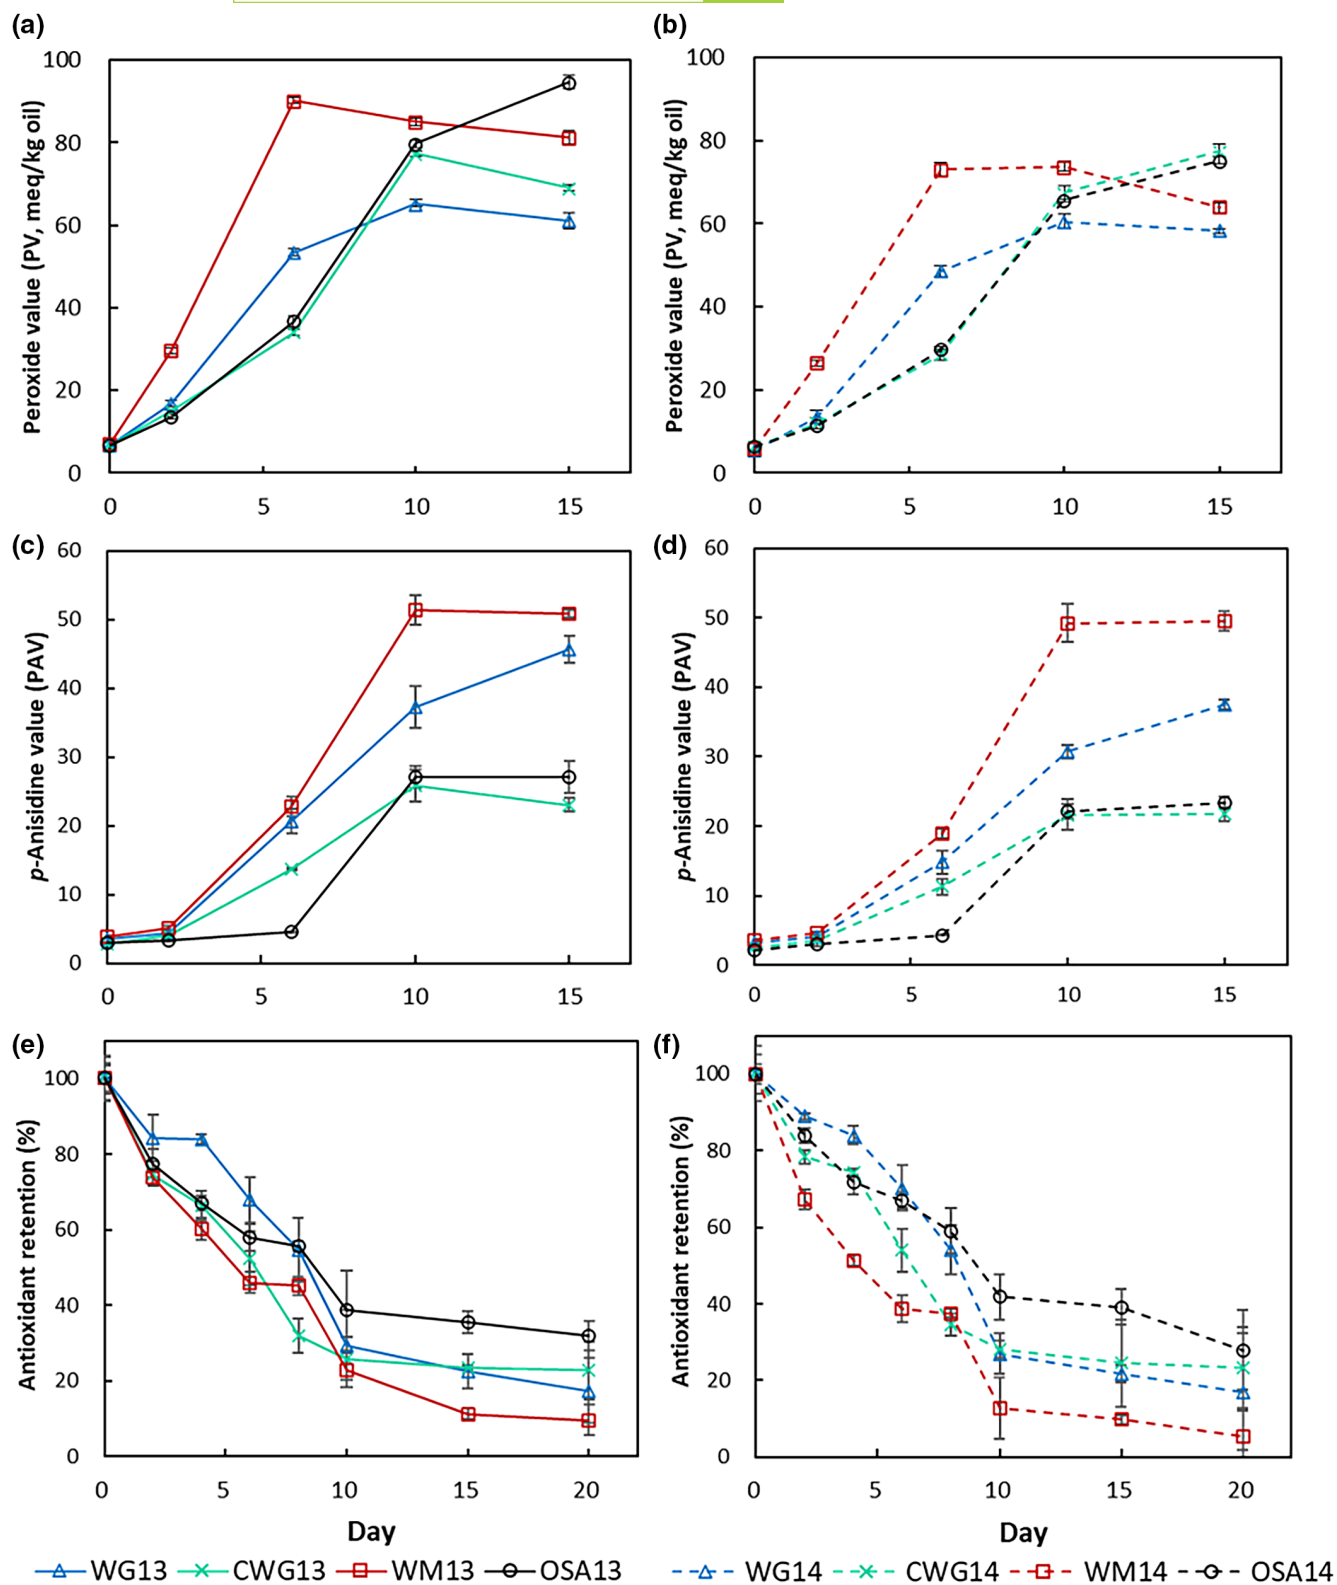 (a)
(b)
Peroxide value (PV, meq/kg oil)
100
80
60
40
20
0
0 5 10 15
Peroxide value (PV, meq/kg oil)
100
80
60
40
20
0
0 5 10 15
(c)
(d)
p-Anisidine value (PAV)
60
50
40
30
20
10
0
0 5 10 15
p-Anisidine value (PAV)
60
50
40
30
20
10
0
0 5 10 15
(e)
(f)
Antioxidant retention (%)
100
80
60
40
20
0
0 5 10 15 20
Day
Antioxidant retention (%)
100
80
60
40
20
0
0 5 10 15 20
Day
WG13 CWG13 WM13 OSA13
WG14 CWG14 WM14 OSA14